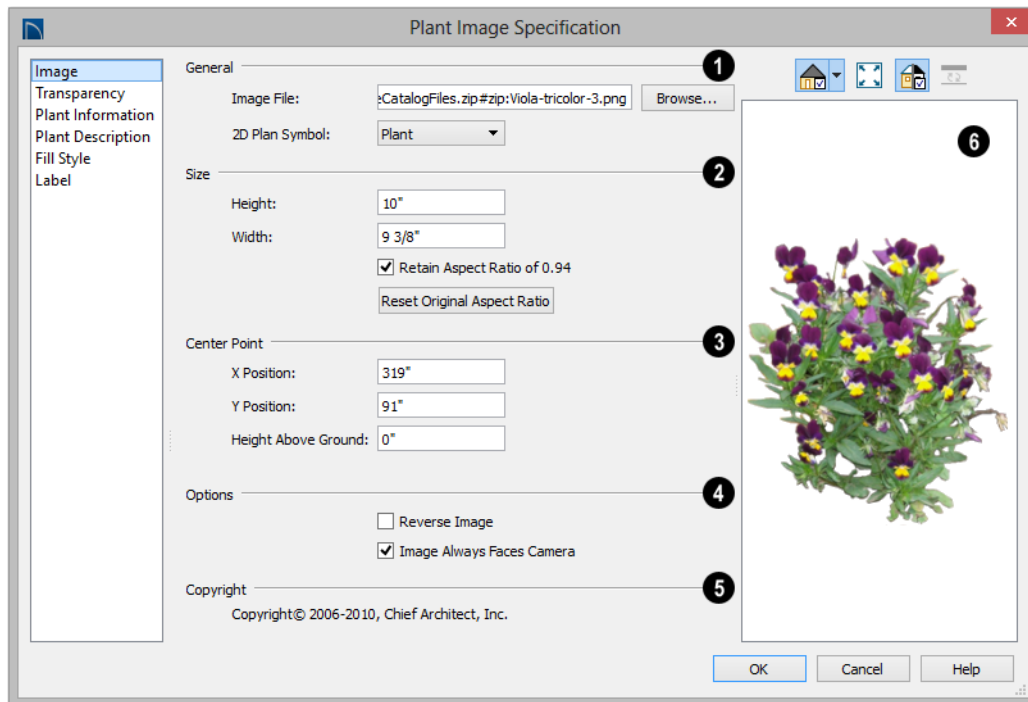 Plant Image Specification
Image
Transparency
Plant Information
Plant Description
Fill Style
Label
General
1
Image File: eCatalogFiles.zip#zip:Viola-tricolor-3.png Browse...
2D Plan Symbol: Plant
Size
2
Height: 10"
Width: 9 3/8"
Retain Aspect Ratio of 0.94
Reset Original Aspect Ratio
Center Point
3
X Position: 319"
Y Position: 91"
Height Above Ground: 0"
Options
4
Reverse Image
Image Always Faces Camera
Copyright
5
Copyright© 2006-2010, Chief Architect, Inc.
6
OK Cancel Help